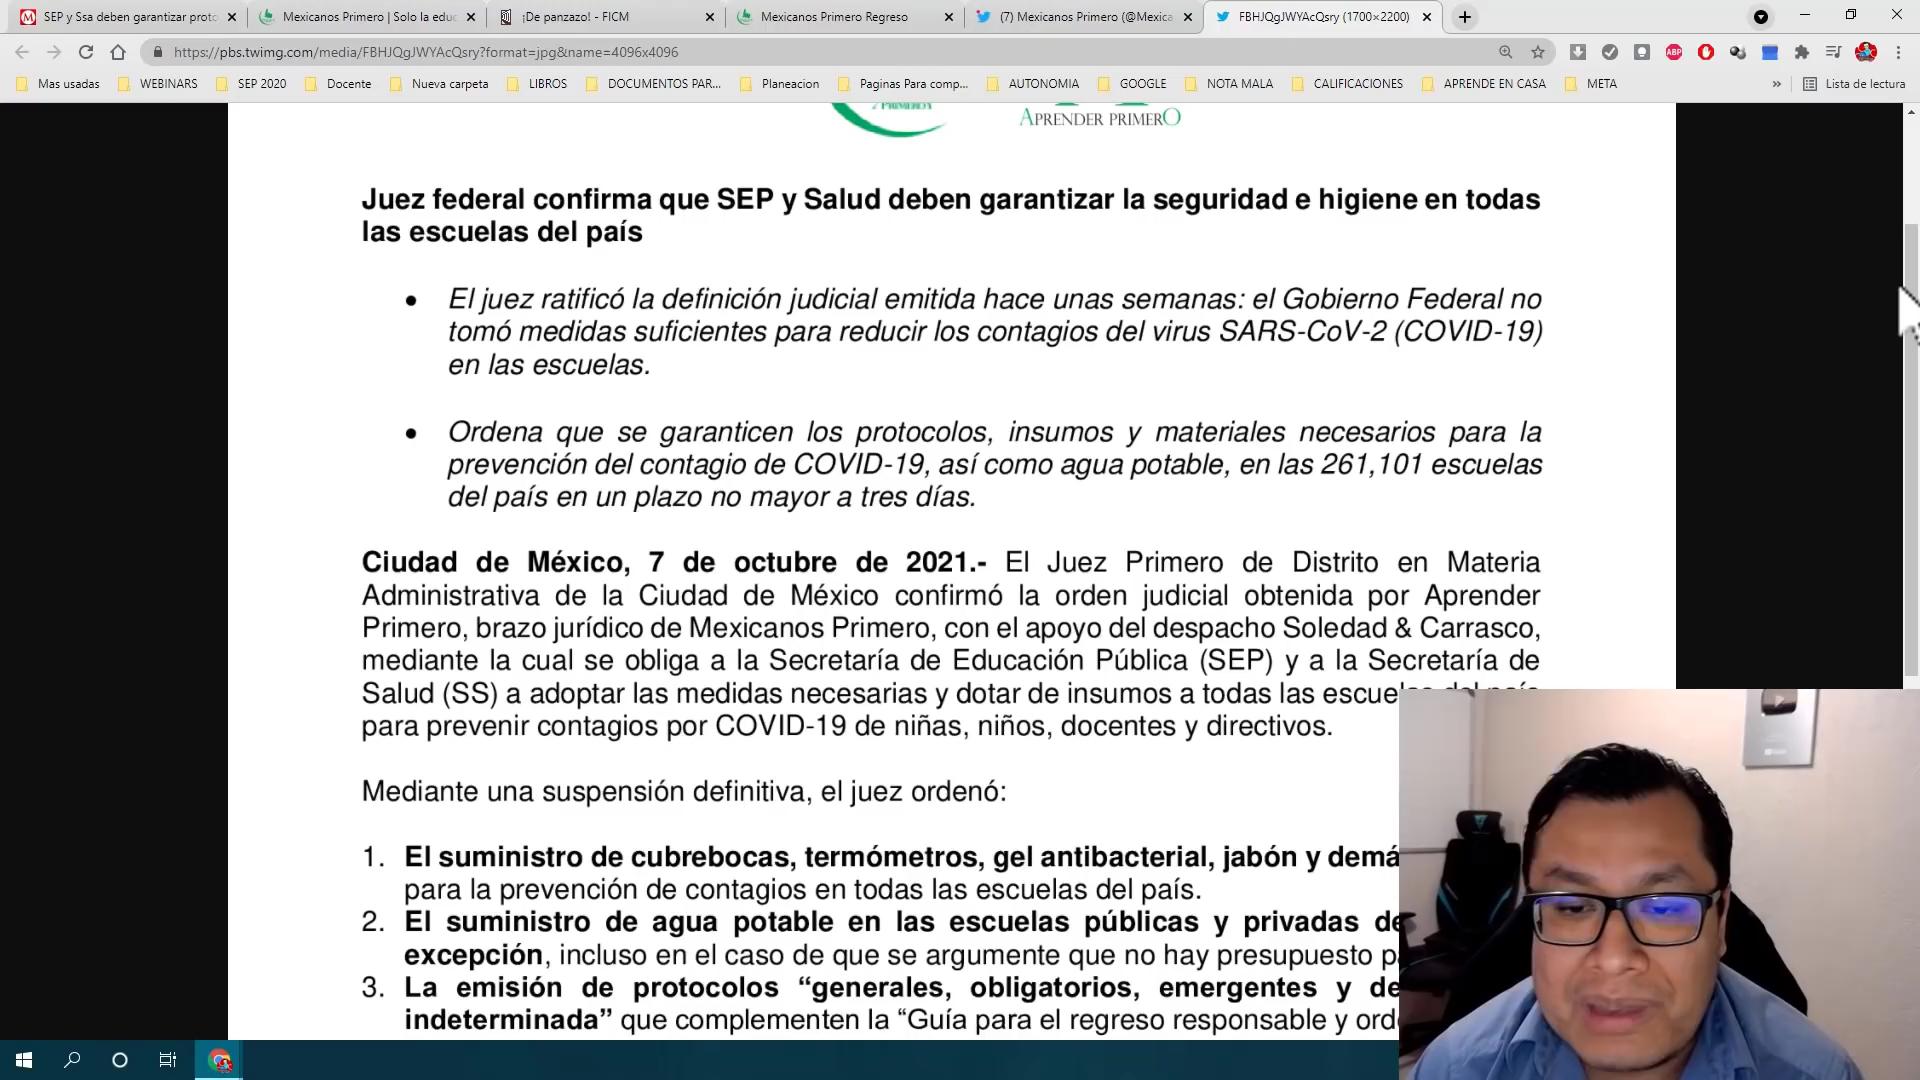 SEP y Ssa deben garantizar proto
Mexicanos Primero | Solo la educ
¡De panzazo! - FICM
Mexicanos Primero Regreso
(7) Mexicanos Primero (@Mexica
FBHJQgJWYAcQsry (1700×2200)
https://pbs.twimg.com/media/FBHJQgJWYAcQsry?format=jpg&name=4096x4096
ABP
Mas usadas WEBINARS SEP 2020 Docente Nueva carpeta LIBROS DOCUMENTOS PAR... Planeacion Paginas Para comp... AUTONOMIA GOOGLE NOTA MALA CALIFICACIONES APRENDE EN CASA META » Lista de lectura
APRENDER PRIMERO
Juez federal confirma que SEP y Salud deben garantizar la seguridad e higiene en todas
las escuelas del país
• El juez ratificó la definición judicial emitida hace unas semanas: el Gobierno Federal no
tomó medidas suficientes para reducir los contagios del virus SARS-CoV-2 (COVID-19)
en las escuelas.
• Ordena que se garanticen los protocolos, insumos y materiales necesarios para la
prevención del contagio de COVID-19, así como agua potable, en las 261,101 escuelas
del país en un plazo no mayor a tres días.
Ciudad de México, 7 de octubre de 2021.- El Juez Primero de Distrito en Materia
Administrativa de la Ciudad de México confirmó la orden judicial obtenida por Aprender
Primero, brazo jurídico de Mexicanos Primero, con el apoyo del despacho Soledad & Carrasco,
mediante la cual se obliga a la Secretaría de Educación Pública (SEP) y a la Secretaría de
Salud (SS) a adoptar las medidas necesarias y dotar de insumos a todas las escuelas del país
para prevenir contagios por COVID-19 de niñas, niños, docentes y directivos.
Mediante una suspensión definitiva, el juez ordenó:
1. El suministro de cubrebocas, termómetros, gel antibacterial, jabón y demá
para la prevención de contagios en todas las escuelas del país.
2. El suministro de agua potable en las escuelas públicas y privadas de
excepción, incluso en el caso de que se argumente que no hay presupuesto p
3. La emisión de protocolos “generales, obligatorios, emergentes y de
indeterminada” que complementen la “Guía para el regreso responsable y ord